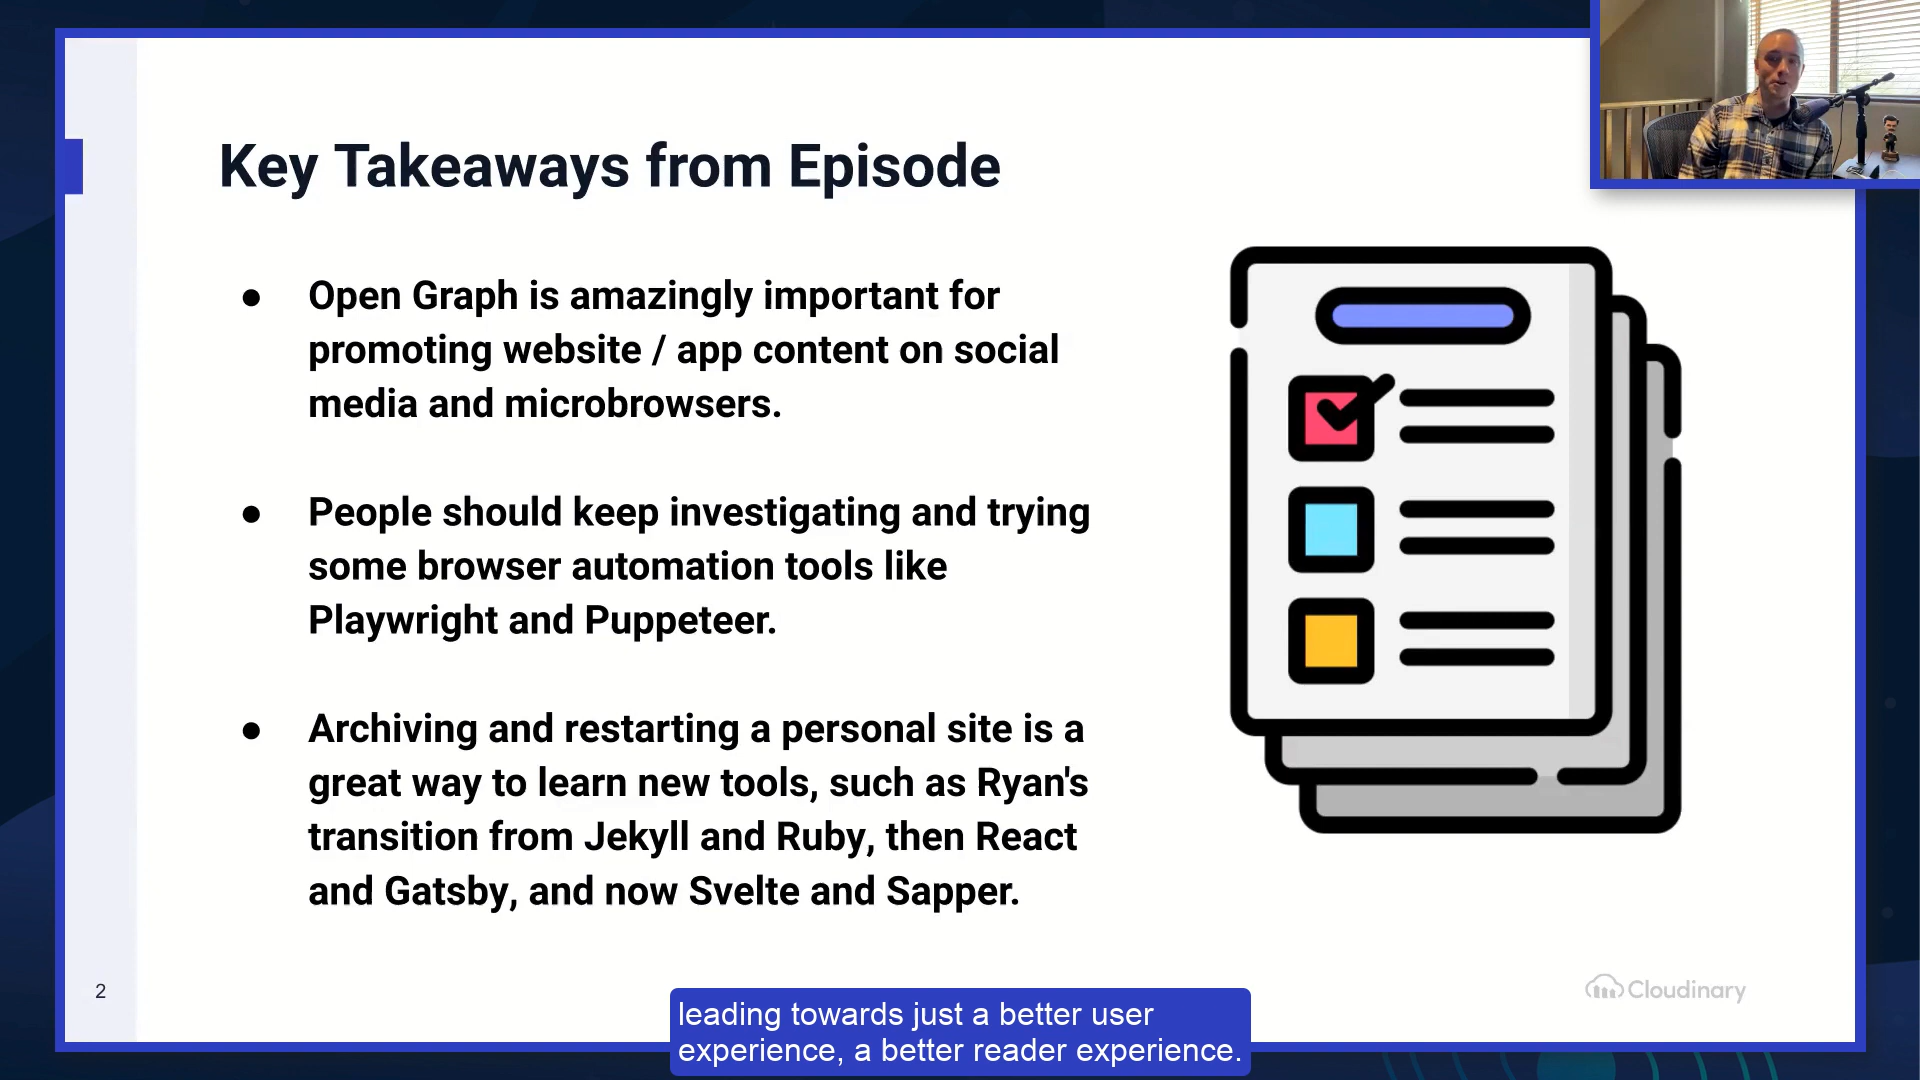 Key Takeaways from Episode
● Open Graph is amazingly important for
promoting website / app content on social
media and microbrowsers.
● People should keep investigating and trying
some browser automation tools like
Playwright and Puppeteer.
● Archiving and restarting a personal site is a
great way to learn new tools, such as Ryan's
transition from Jekyll and Ruby, then React
and Gatsby, and now Svelte and Sapper.
2
Cloudinary
leading towards just a better user
experience, a better reader experience.